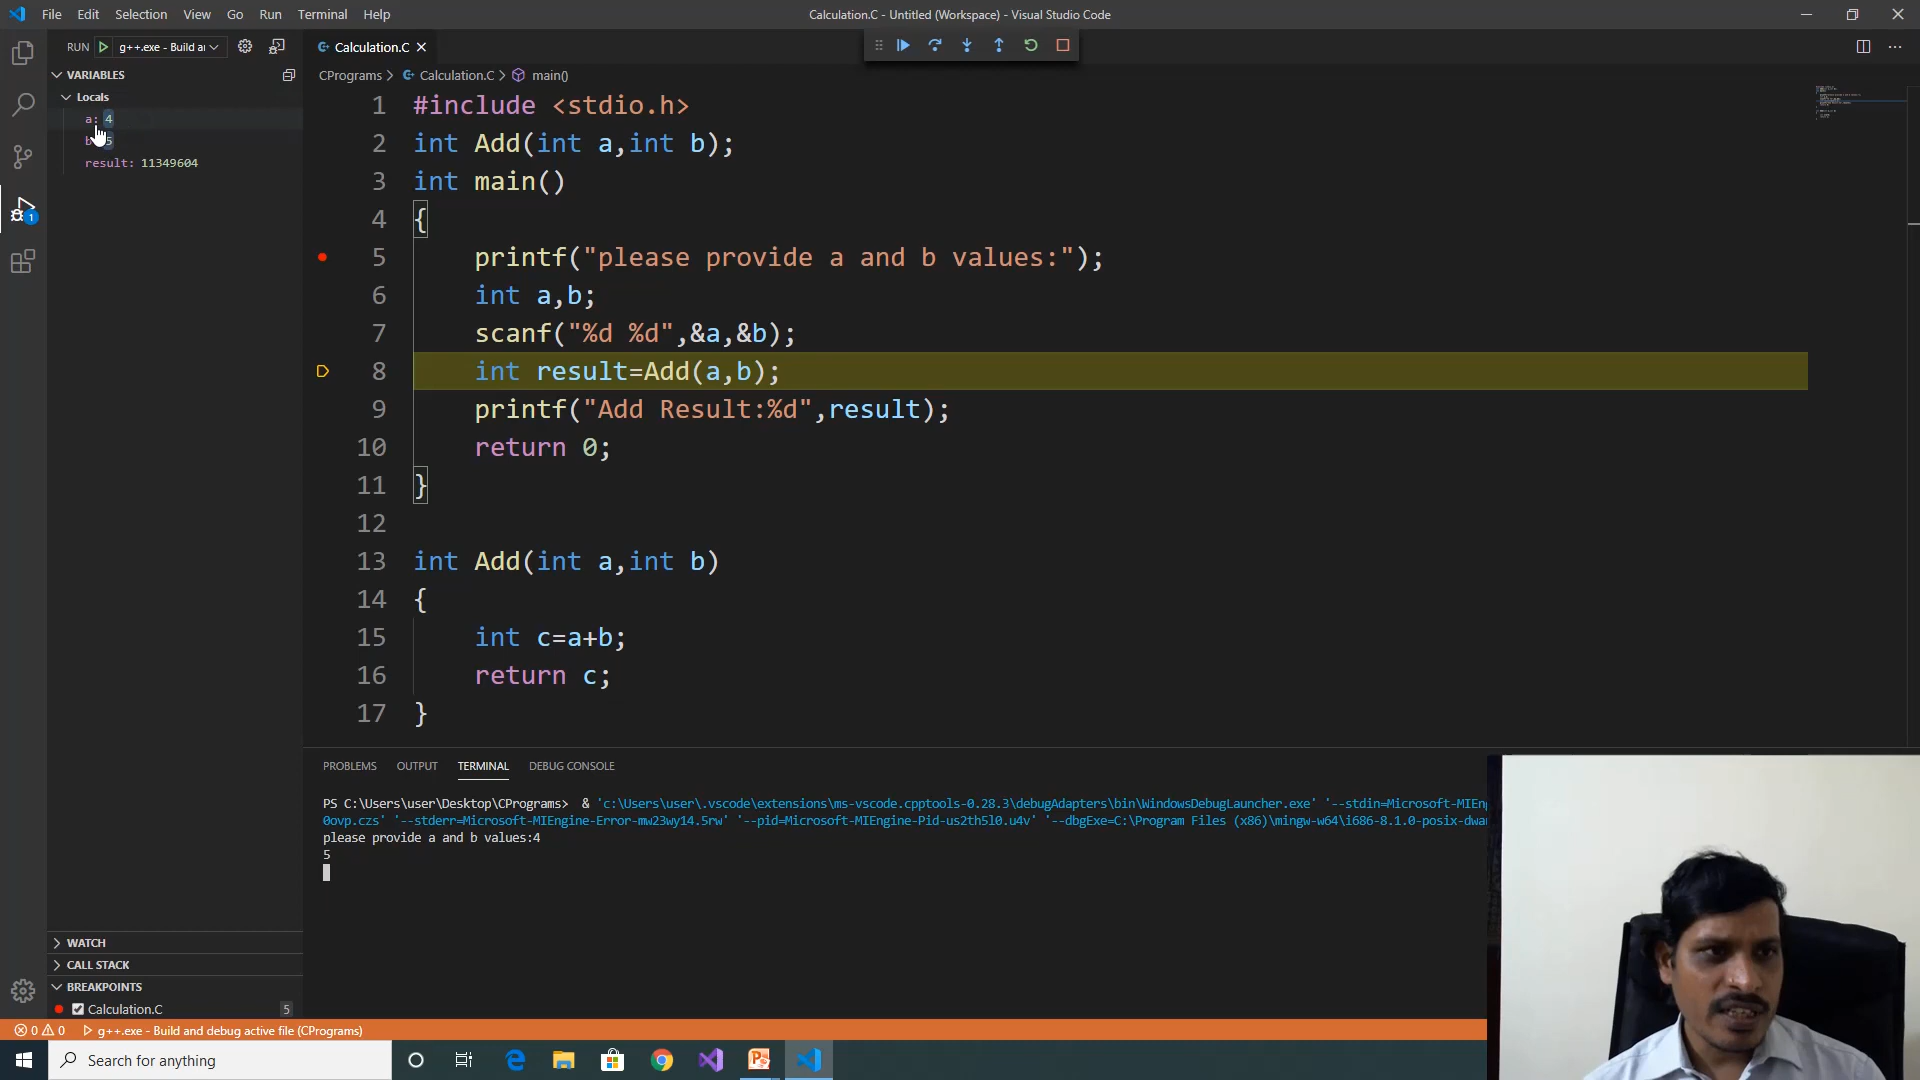 File Edit Selection View Go Run Terminal Help
Calculation.C - Untitled (Workspace) - Visual Studio Code
RUN g++.exe - Build ar
Calculation.C
VARIABLES
CPrograms > Calculation.C > main()
Locals
a: 4
b: 5
result: 11349604
1
1 #include <stdio.h>
2 int Add(int a,int b);
3 int main()
4 {
5 printf("please provide a and b values:");
6 int a,b;
7 scanf("%d %d",&a,&b);
8 int result=Add(a,b);
9 printf("Add Result:%d",result);
10 return 0;
11 }
12
13 int Add(int a,int b)
14 {
15 int c=a+b;
16 return c;
17 }
PROBLEMS OUTPUT TERMINAL DEBUG CONSOLE
PS C:\Users\user\Desktop\CPrograms> & 'c:\Users\user\.vscode\extensions\ms-vscode.cpptools-0.28.3\debugAdapters\bin\WindowsDebugLauncher.exe' '--stdin=Microsoft-MIEng
0ovp.czs' '--stderr=Microsoft-MIEngine-Error-mw23wy14.5rw' '--pid=Microsoft-MIEngine-Pid-us2th5l0.u4v' '--dbgExe=C:\Program Files (x86)\mingw-w64\i686-8.1.0-posix-dwa
please provide a and b values:4
5
WATCH
CALL STACK
BREAKPOINTS
Calculation.C 5
0 0 g++.exe - Build and debug active file (CPrograms)
Search for anything